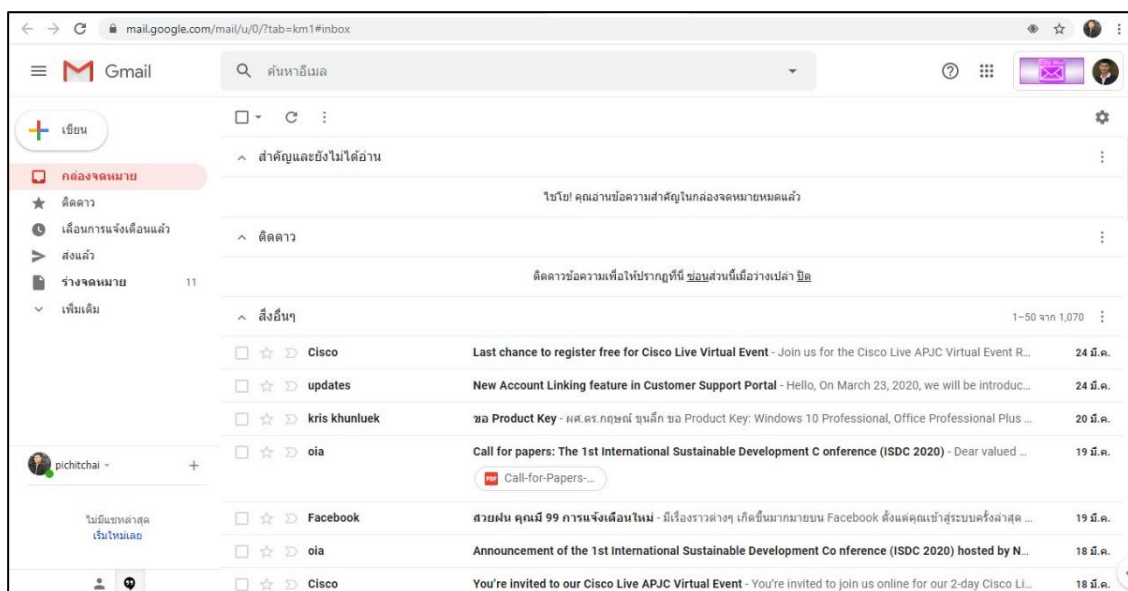 mail.google.com/mail/u/0/?tab=km1#inbox
Gmail
ค้นหาอีเมล
เขียน
กล่องจดหมาย
ติดดาว
เลื่อนการแจ้งเตือนแล้ว
ส่งแล้ว
ร่างจดหมาย 11
เพิ่มเติม
pichitchai
ไม่มีแชทล่าสุด
เริ่มใหม่เลย
สำคัญและยังไม่ได้อ่าน
ไชโย! คุณอ่านข้อความสำคัญในกล่องจดหมายหมดแล้ว
ติดดาว
ติดดาวข้อความเพื่อให้ปรากฏที่นี่ ซ่อนส่วนนี้เมื่อว่างเปล่า ปิด
สิ่งอื่นๆ 1–50 จาก 1,070
Cisco Last chance to register free for Cisco Live Virtual Event - Join us for the Cisco Live APJC Virtual Event R... 24 มี.ค.
updates New Account Linking feature in Customer Support Portal - Hello, On March 23, 2020, we will be introduc... 24 มี.ค.
kris khunluek ขอ Product Key - ผศ.ดร.กฤษณ์ ขุนลึก ขอ Product Key: Windows 10 Professional, Office Professional Plus ... 20 มี.ค.
oia Call for papers: The 1st International Sustainable Development C onference (ISDC 2020) - Dear valued ... 19 มี.ค.
PDF Call-for-Papers-...
Facebook สวยฝน คุณมี 99 การแจ้งเตือนใหม่ - มีเรื่องราวต่างๆ เกิดขึ้นมากมายบน Facebook ตั้งแต่คุณเข้าสู่ระบบครั้งล่าสุด ... 19 มี.ค.
oia Announcement of the 1st International Sustainable Development Co nference (ISDC 2020) hosted by N... 18 มี.ค.
Cisco You're invited to our Cisco Live APJC Virtual Event - You're invited to join us online for our 2-day Cisco Li... 18 มี.ค.